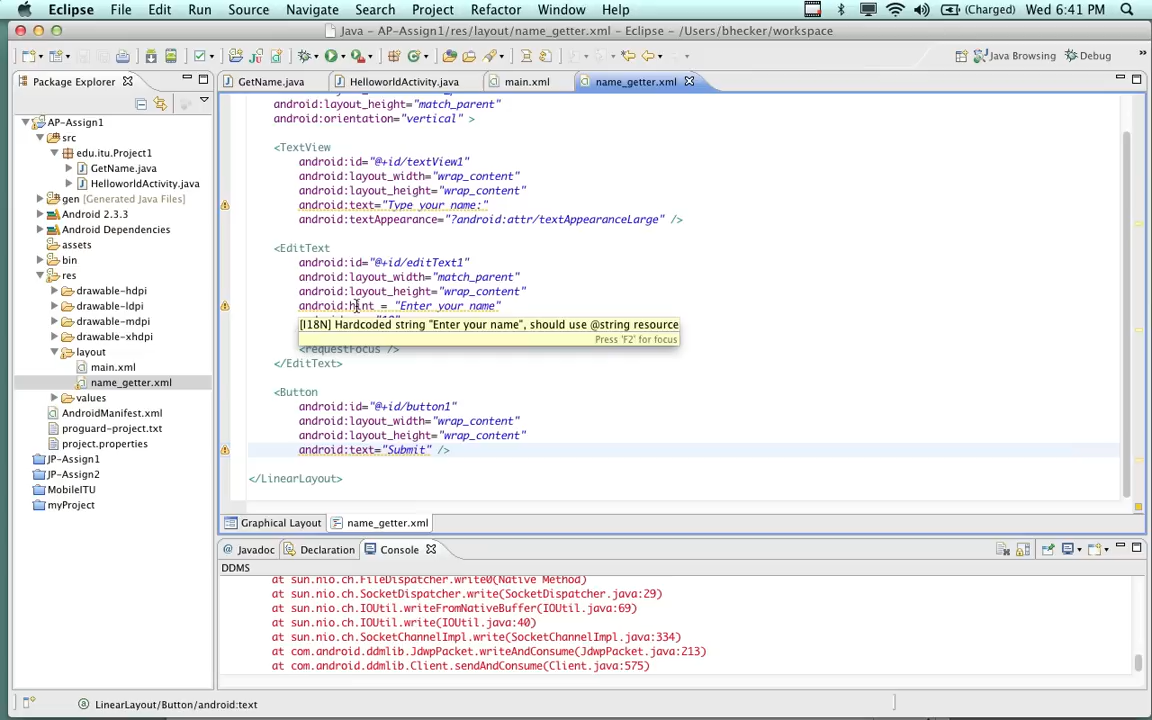 Eclipse File Edit Run Source Navigate Search Project Refactor Window Help (Charged) Wed 6:41 PM
Java – AP-Assign1/res/layout/name_getter.xml – Eclipse – /Users/bhecker/workspace
Java Browsing Debug
Package Explorer
AP-Assign1
src
edu.itu.Project1
GetName.java
HelloworldActivity.java
gen [Generated Java Files]
Android 2.3.3
Android Dependencies
assets
bin
res
drawable-hdpi
drawable-ldpi
drawable-mdpi
drawable-xhdpi
layout
main.xml
name_getter.xml
values
AndroidManifest.xml
proguard-project.txt
project.properties
JP-Assign1
JP-Assign2
MobileITU
myProject
GetName.java HelloworldActivity.java main.xml name_getter.xml
android:layout_height="match_parent"
android:orientation="vertical" >
<TextView
android:id="@+id/textView1"
android:layout_width="wrap_content"
android:layout_height="wrap_content"
android:text="Type your name:"
android:textAppearance="?android:attr/textAppearanceLarge" />
<EditText
android:id="@+id/editText1"
android:layout_width="match_parent"
android:layout_height="wrap_content"
android:hint = "Enter your name"
[I18N] Hardcoded string "Enter your name", should use @string resource
Press 'F2' for focus
<requestFocus />
</EditText>
<Button
android:id="@+id/button1"
android:layout_width="wrap_content"
android:layout_height="wrap_content"
android:text="Submit" />
</LinearLayout>
Graphical Layout name_getter.xml
Javadoc Declaration Console
DDMS
at sun.nio.ch.FileDispatcher.write0(Native Method)
at sun.nio.ch.SocketDispatcher.write(SocketDispatcher.java:29)
at sun.nio.ch.IOUtil.writeFromNativeBuffer(IOUtil.java:69)
at sun.nio.ch.IOUtil.write(IOUtil.java:40)
at sun.nio.ch.SocketChannelImpl.write(SocketChannelImpl.java:334)
at com.android.ddmlib.JdwpPacket.writeAndConsume(JdwpPacket.java:213)
at com.android.ddmlib.Client.sendAndConsume(Client.java:575)
LinearLayout/Button/android:text